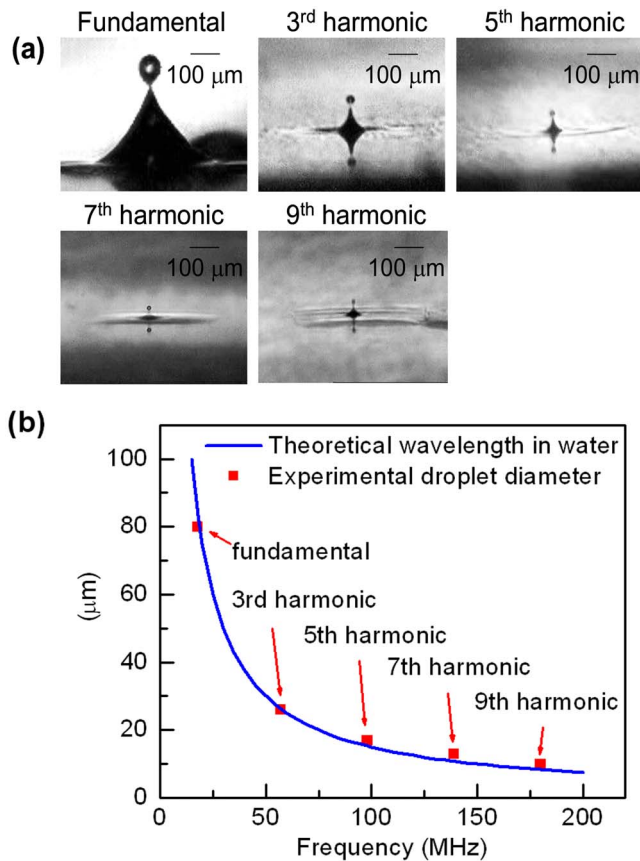 (a)
Fundamental
3rd harmonic
5th harmonic
100 μm
100 μm
100 μm
7th harmonic
9th harmonic
100 μm
100 μm
(b)
Theoretical wavelength in water
Experimental droplet diameter
100
80
60
40
20
0
(μm)
fundamental
3rd harmonic
5th harmonic
7th harmonic
9th harmonic
0
50
100
150
200
Frequency (MHz)